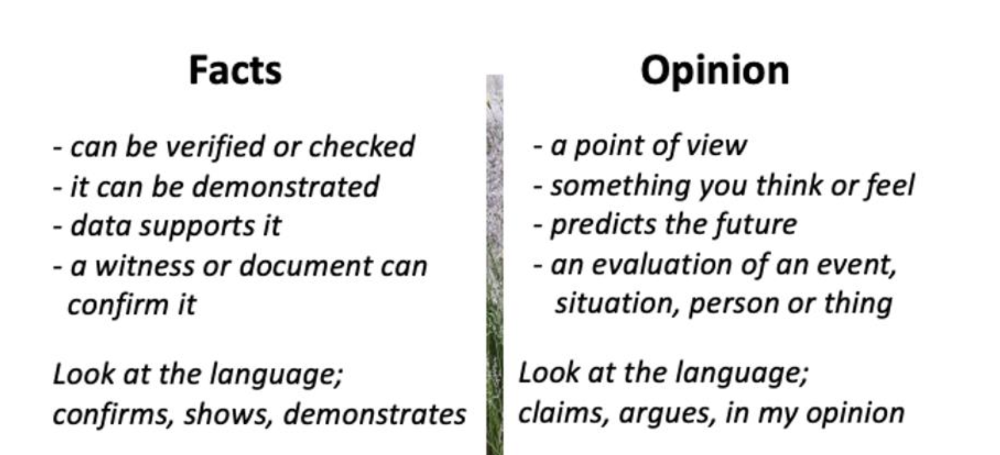 Facts
- can be verified or checked
- it can be demonstrated
- data supports it
- a witness or document can
confirm it
Look at the language;
confirms, shows, demonstrates
Opinion
- a point of view
- something you think or feel
- predicts the future
- an evaluation of an event,
situation, person or thing
Look at the language;
claims, argues, in my opinion